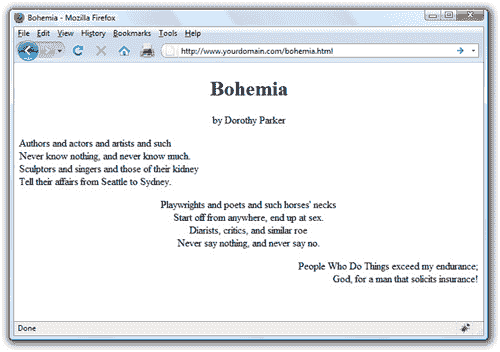 Bohemia - Mozilla Firefox
File Edit View History Bookmarks Tools Help
http://www.yourdomain.com/bohemia.html
Bohemia
by Dorothy Parker
Authors and actors and artists and such
Never know nothing, and never know much.
Sculptors and singers and those of their kidney
Tell their affairs from Seattle to Sydney.
Playwrights and poets and such horses' necks
Start off from anywhere, end up at sex.
Diarists, critics, and similar roe
Never say nothing, and never say no.
People Who Do Things exceed my endurance;
God, for a man that solicits insurance!
Done